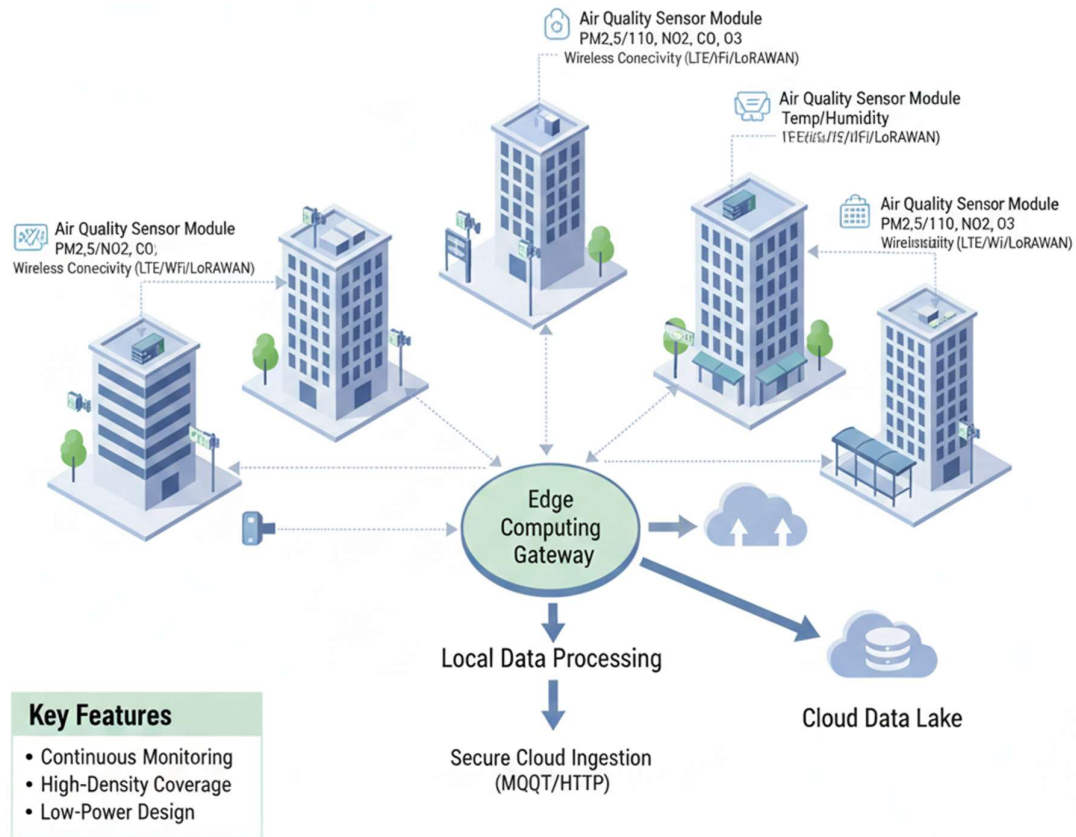 Air Quality Sensor Module
PM2,5/110, NO2, CO, O3
Wireless Conecivity (LTE/IFi/LoRAWAN)
Air Quality Sensor Module
Temp/Humidity
Air Quality Sensor Module
PM2,5/110, NO2, O3
(LTE/Wi/LoRAWAN)
Air Quality Sensor Module
PM2,5/NO2, CO,
Wireless Conecivity (LTE/WFi/LoRAWAN)
Edge
Computing
Gateway
Local Data Processing
Secure Cloud Ingestion
(MQQT/HTTP)
Cloud Data Lake
Key Features
• Continuous Monitoring
• High-Density Coverage
• Low-Power Design